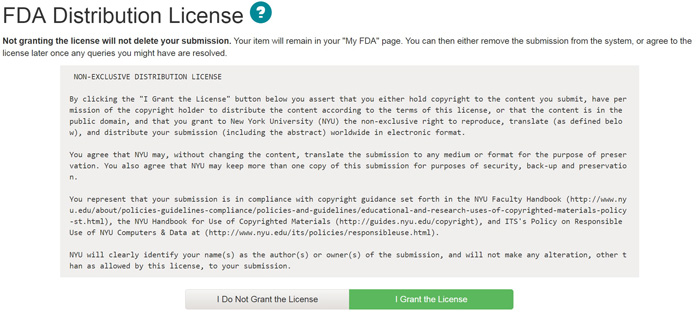 FDA Distribution License ?
Not granting the license will not delete your submission. Your item will remain in your "My FDA" page. You can then either remove the submission from the system, or agree to the
license later once any queries you might have are resolved.
NON-EXCLUSIVE DISTRIBUTION LICENSE
By clicking the "I Grant the License" button below you assert that you either hold copyright to the content you submit, have per
mission of the copyright holder to distribute the content according to the terms of this license, or that the content is in the
public domain, and that you grant to New York University (NYU) the non-exclusive right to reproduce, translate (as defined belo
w), and distribute your submission (including the abstract) worldwide in electronic format.
You agree that NYU may, without changing the content, translate the submission to any medium or format for the purpose of preser
vation. You also agree that NYU may keep more than one copy of this submission for purposes of security, back-up and preservatio
n.
You represent that your submission is in compliance with copyright guidance set forth in the NYU Faculty Handbook (http://www.ny
u.edu/about/policies-guidelines-compliance/policies-and-guidelines/educational-and-research-uses-of-copyrighted-materials-policy
-st.html), the NYU Handbook for Use of Copyrighted Materials (http://guides.nyu.edu/copyright), and ITS's Policy on Responsible
Use of NYU Computers & Data at (http://www.nyu.edu/its/policies/responsibleuse.html).
NYU will clearly identify your name(s) as the author(s) or owner(s) of the submission, and will not make any alteration, other t
han as allowed by this license, to your submission.
I Do Not Grant the License
I Grant the License